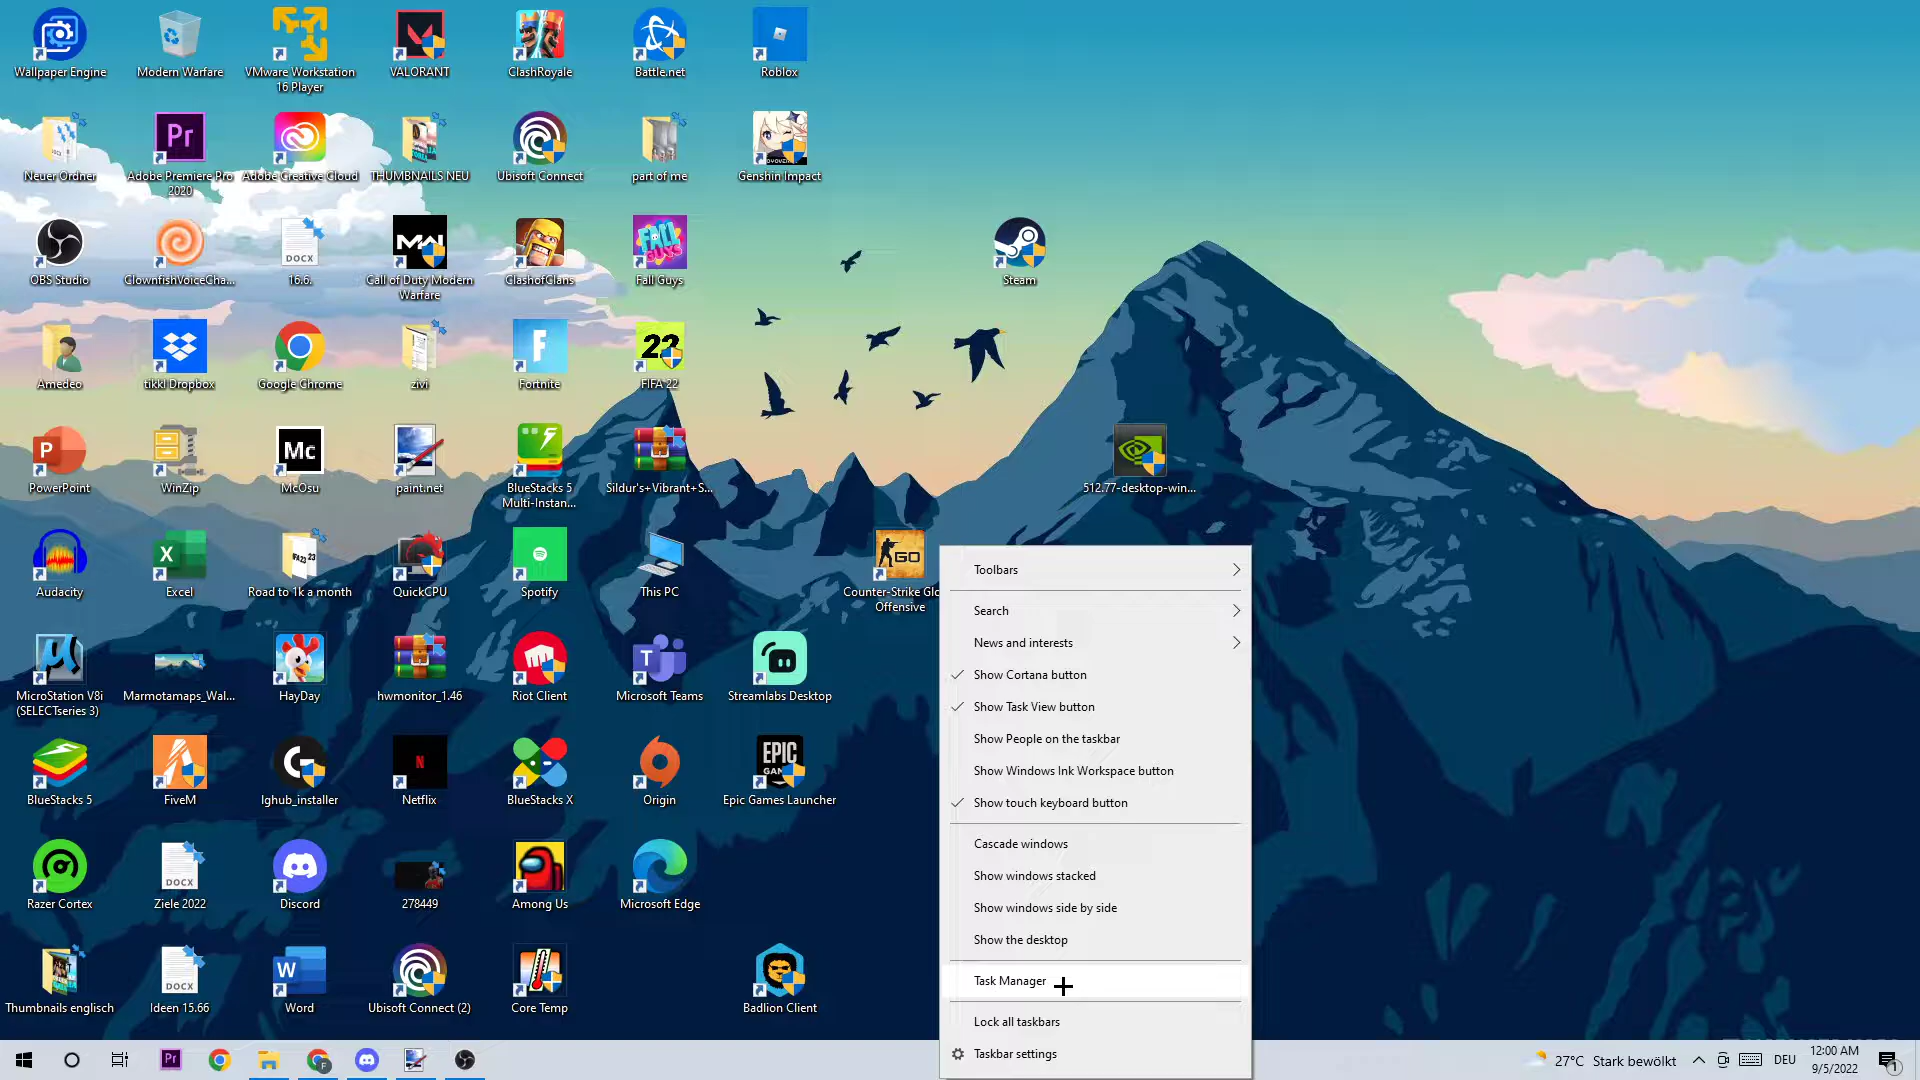 Wallpaper Engine
Modern Warfare
VMware Workstation
16 Player
VALORANT
ClashRoyale
Battle.net
Roblox
Neuer Ordner
Adobe Premiere Pro
2020
Adobe Creative Cloud
THUMBNAILS NEU
Ubisoft Connect
part of me
Genshin Impact
OBS Studio
ClownfishVoiceCha...
16.6.
Call of Duty Modern
Warfare
ClashofClans
Fall Guys
Steam
Amedeo
tikkl Dropbox
Google Chrome
zivi
Fortnite
FIFA 22
PowerPoint
WinZip
McOsu
paint.net
BlueStacks 5
Multi-Instan...
Sildur's+Vibrant+S...
512.77-desktop-win...
Audacity
Excel
Road to 1k a month
QuickCPU
Spotify
This PC
Counter-Strike Glo
Offensive
MicroStation V8i
(SELECTseries 3)
Marmotamaps_Wal...
HayDay
hwmonitor_1.46
Riot Client
Microsoft Teams
Streamlabs Desktop
BlueStacks 5
FiveM
lghub_installer
Netflix
BlueStacks X
Origin
Epic Games Launcher
Razer Cortex
Ziele 2022
Discord
278449
Among Us
Microsoft Edge
Thumbnails englisch
Ideen 15.66
Word
Ubisoft Connect (2)
Core Temp
Badlion Client
Toolbars
Search
News and interests
Show Cortana button
Show Task View button
Show People on the taskbar
Show Windows Ink Workspace button
Show touch keyboard button
Cascade windows
Show windows stacked
Show windows side by side
Show the desktop
Task Manager
Lock all taskbars
Taskbar settings
27°C Stark bewölkt
DEU
12:00 AM
9/5/2022
1